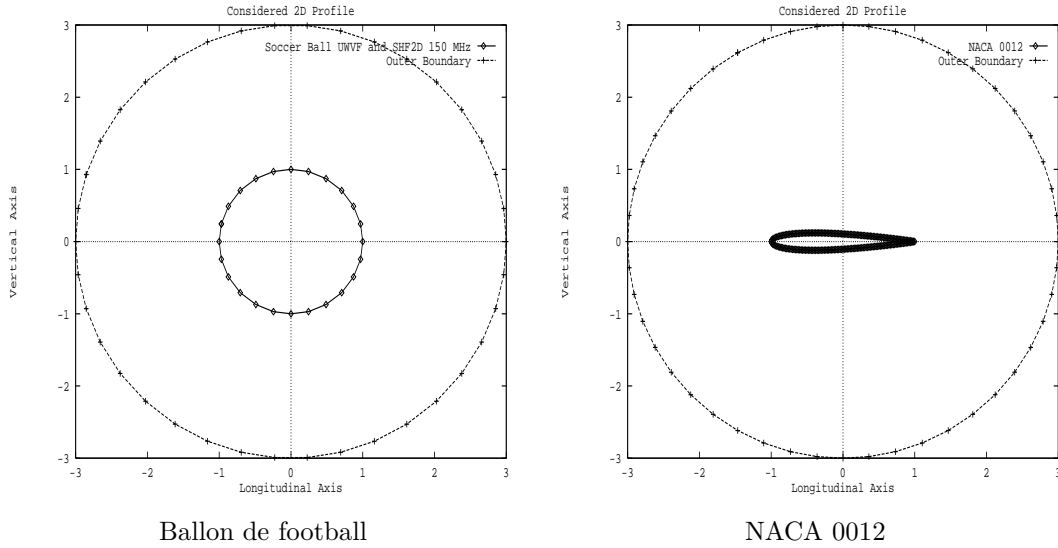 Considered 2D Profile
Soccer Ball UWVF and SHF2D 150 MHz
Outer Boundary
3
2
1
0
-1
-2
-3
-3 -2 -1 0 1 2 3
Vertical Axis
Longitudinal Axis
Ballon de football
Considered 2D Profile
NACA 0012
Outer Boundary
3
2
1
0
-1
-2
-3
-3 -2 -1 0 1 2 3
Vertical Axis
Longitudinal Axis
NACA 0012